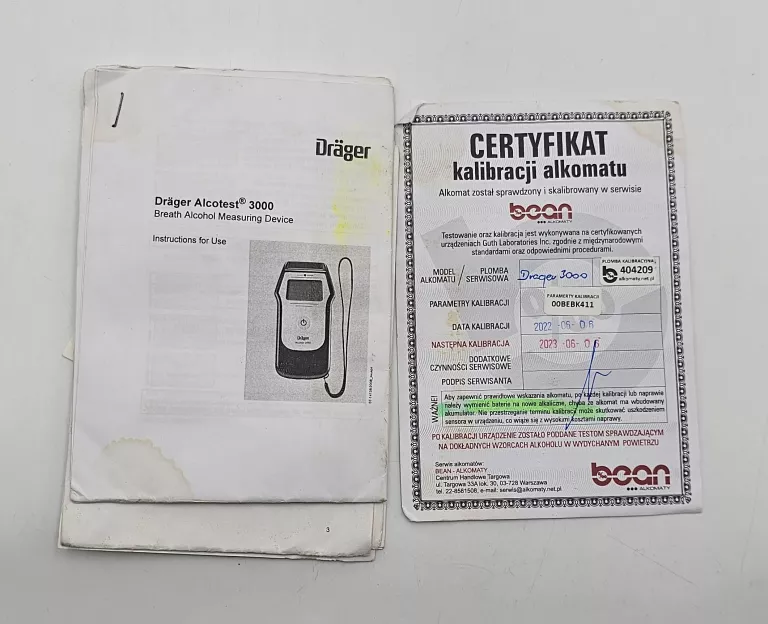 Dräger
Dräger Alcotest® 3000
Breath Alcohol Measuring Device
Instructions for Use
Dräger
3
CERTYFIKAT
kalibracji alkomatu
Alkomat został sprawdzony i skalibrowany w serwisie
bean
ALKOMATY
Testowanie oraz kalibracja jest wykonywana na certyfikowanych
urządzeniach Guth Laboratories Inc. zgodnie z międzynarodowymi
standardami oraz odpowiednimi procedurami.
MODEL ALKOMATU / PLOMBA SERWISOWA
Drager 3000
PLOMBA KALIBRACYJNA
404209
alkomaty.net.pl
PARAMETRY KALIBRACJI
PARAMETRY KALIBRACJI
00BEBK411
DATA KALIBRACJI 2022 -06- 06
NASTĘPNA KALIBRACJA 2023 -06- 06
DODATKOWE
CZYNNOŚCI SERWISOWE
PODPIS SERWISANTA
WAŻNE!
Aby zapewnić prawidłowe wskazania alkomatu, po każdej kalibracji lub naprawie
należy wymienić baterie na nowe alkaliczne, chyba że alkomat ma wbudowany
akumulator. Nie przestrzeganie terminu kalibracji może skutkować uszkodzeniem
sensora w urządzeniu, co wiąże się z wysokimi kosztami naprawy.
PO KALIBRACJI URZĄDZENIE ZOSTAŁO PODDANE TESTOM SPRAWDZAJĄCYM
NA DOKŁADNYCH WZORCACH ALKOHOLU W WYDYCHANYM POWIETRZU
Serwis alkomatów:
BEAN - ALKOMATY
Centrum Handlowe Targowa
ul. Targowa 33A lok. 30, 03-728 Warszawa
tel. 22-8581506, e-mail: serwis@alkomaty.net.pl
bean
ALKOMATY